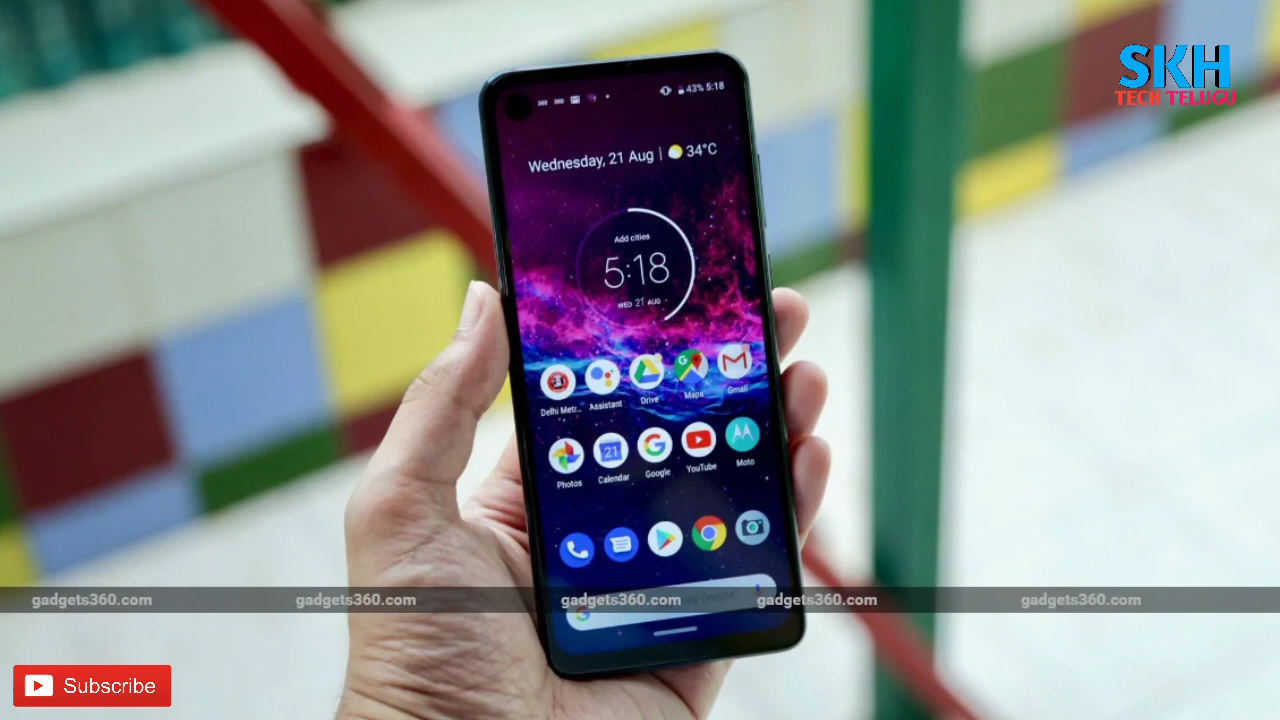 SKH
TECH TELUGU
43% 5:18
Wednesday, 21 Aug | 34°C
Add cities
5:18
WED 21 AUG
Delhi Metr... Assistant Drive Maps Gmail
21
Photos Calendar Google YouTube Moto
gadgets360.com gadgets360.com gadgets360.com gadgets360.com gadgets360.com
Subscribe